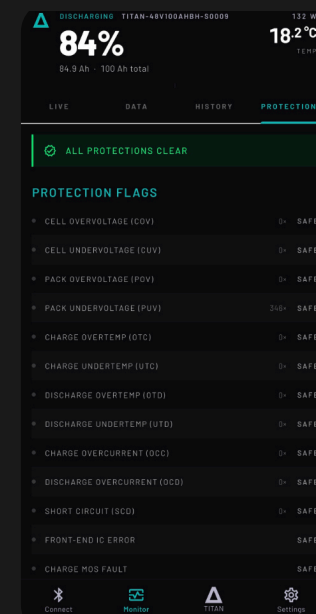 DISCHARGING TITAN-48V100AHBH-S0009 132 W
84% 18.2°C
84.9 Ah · 100 Ah total TEMP
LIVE DATA HISTORY PROTECTION
ALL PROTECTIONS CLEAR
PROTECTION FLAGS
CELL OVERVOLTAGE (COV) 0× SAFE
CELL UNDERVOLTAGE (CUV) 0× SAFE
PACK OVERVOLTAGE (POV) 0× SAFE
PACK UNDERVOLTAGE (PUV) 348× SAFE
CHARGE OVERTEMP (OTC) 0× SAFE
CHARGE UNDERTEMP (UTC) 0× SAFE
DISCHARGE OVERTEMP (OTD) 0× SAFE
DISCHARGE UNDERTEMP (UTD) 0× SAFE
CHARGE OVERCURRENT (OCC) 0× SAFE
DISCHARGE OVERCURRENT (OCD) 0× SAFE
SHORT CIRCUIT (SCD) 0× SAFE
FRONT-END IC ERROR SAFE
CHARGE MOS FAULT SAFE
Connect Monitor TITAN Settings